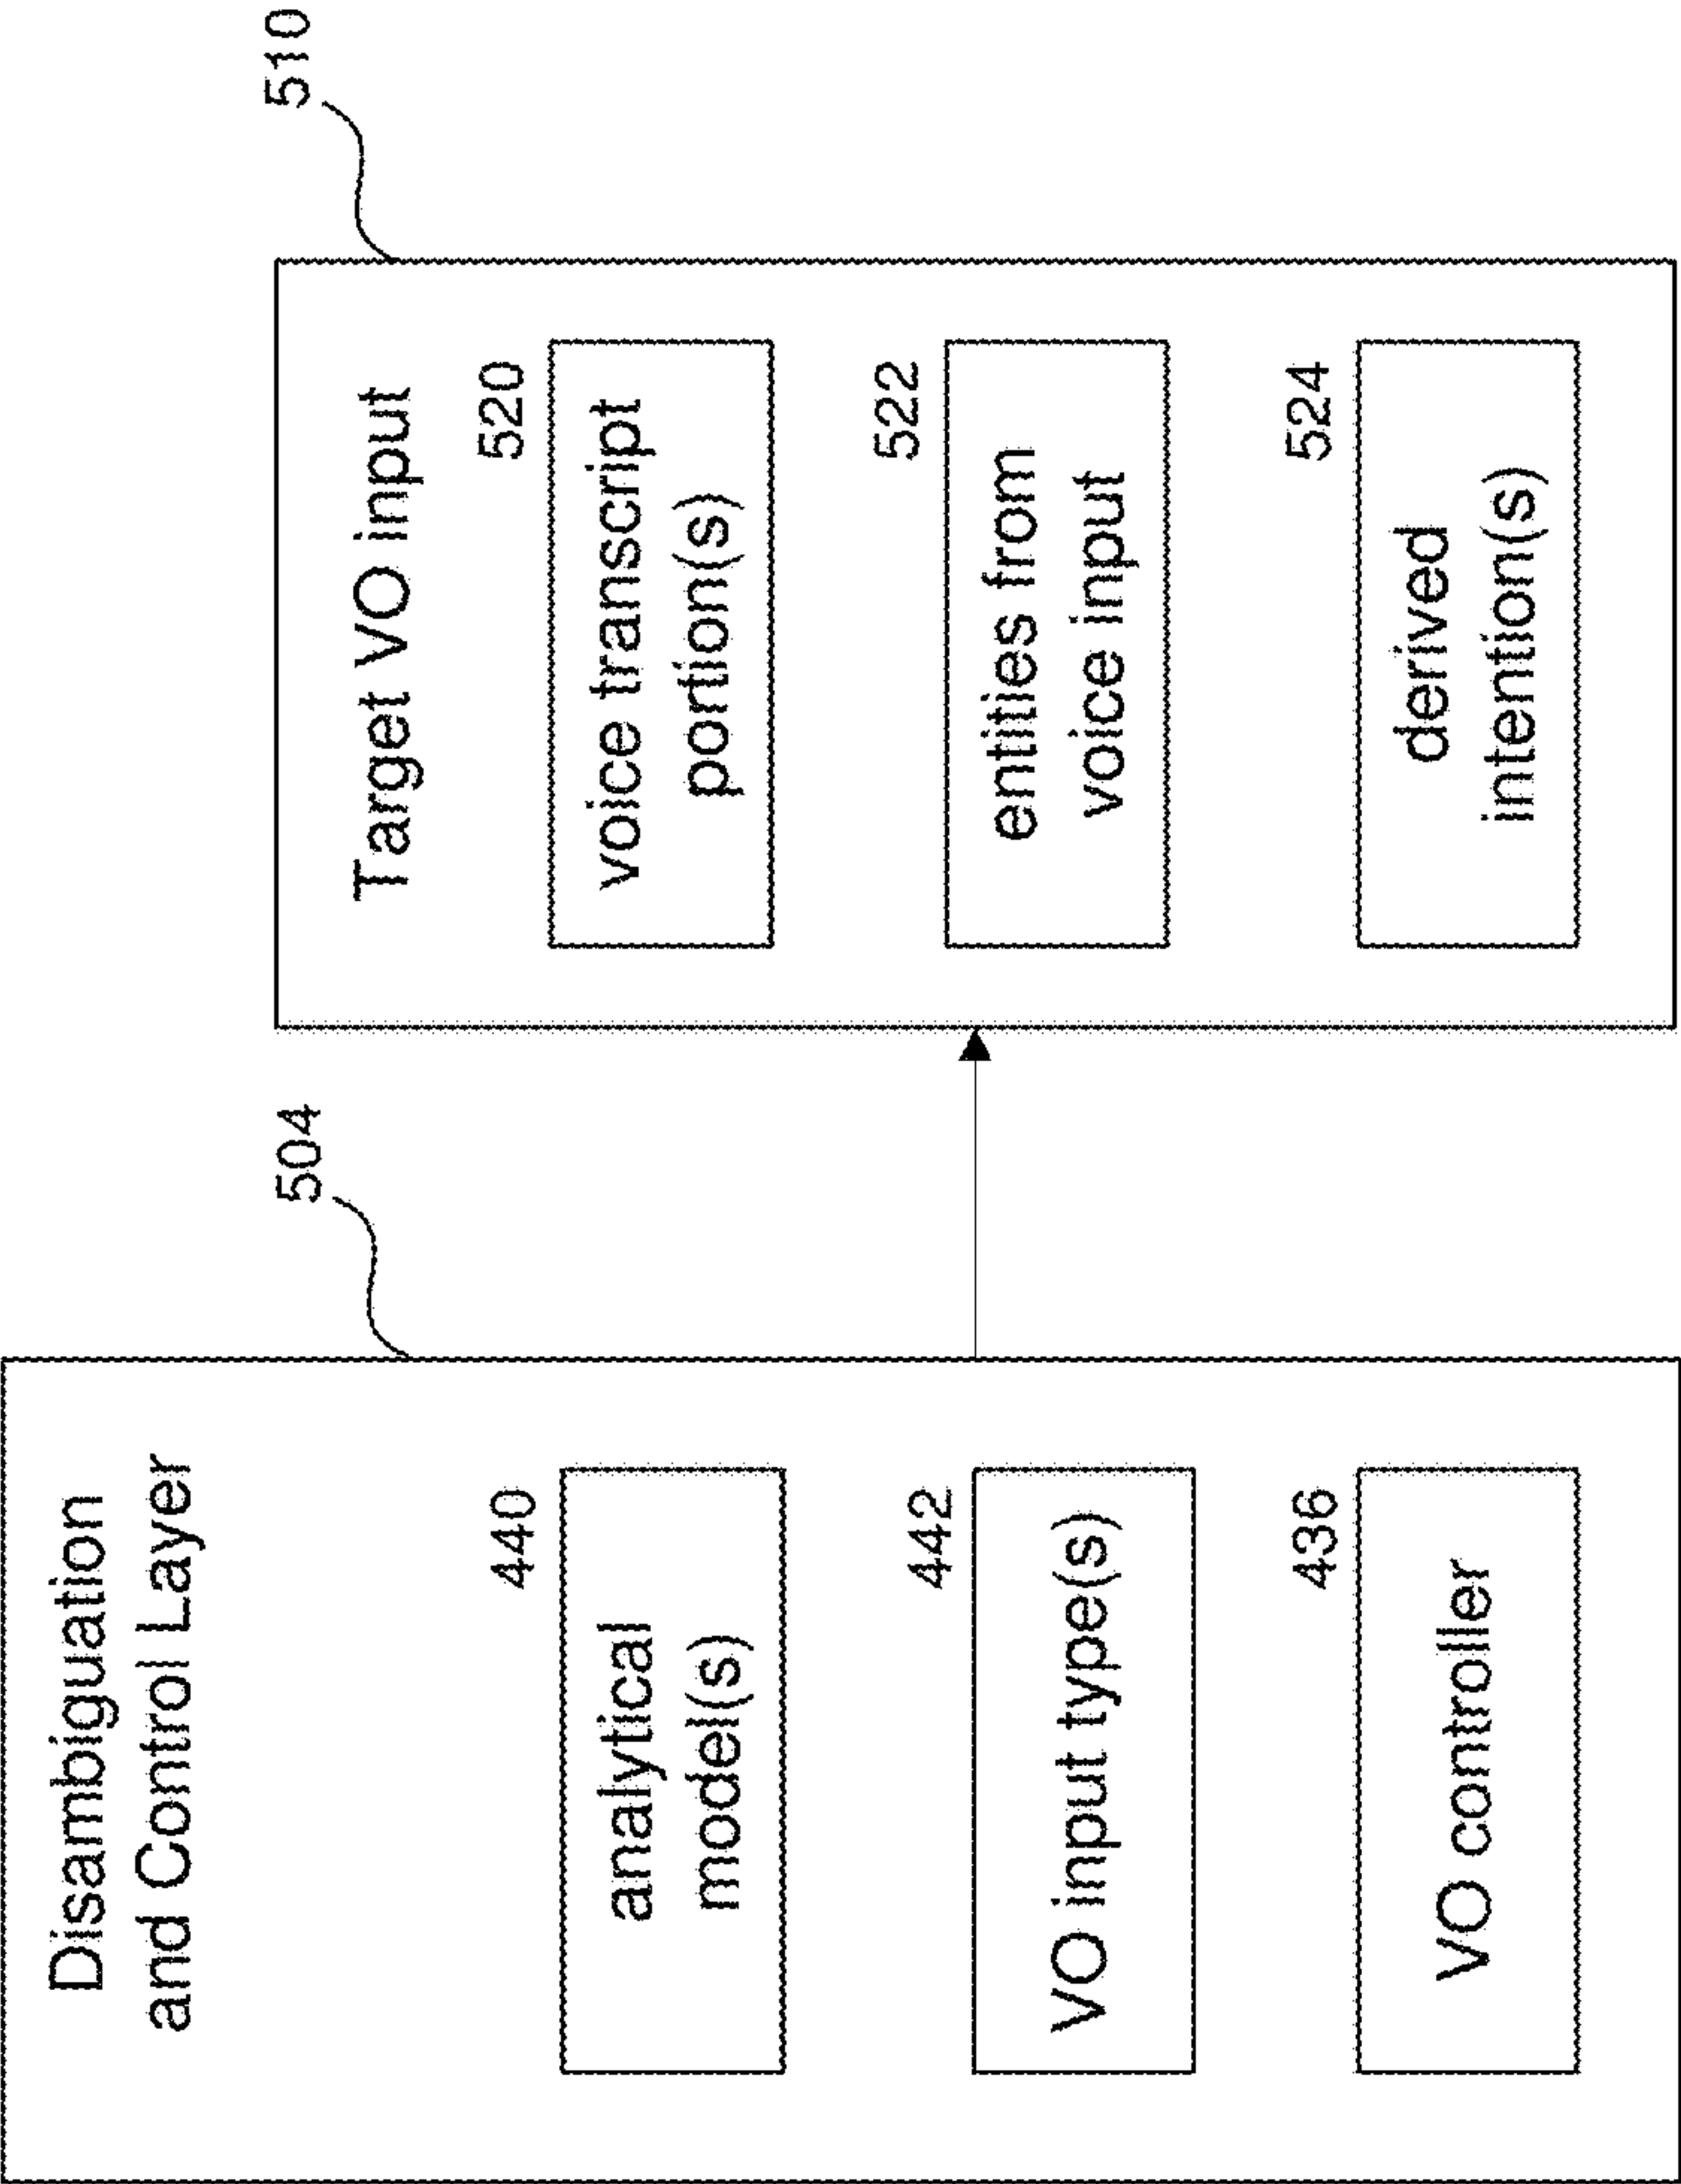 Disambiguation
and Control Layer
504
440
analytical
model(s)
442
VO input type(s)
436
VO controller
510
Target VO input
520
voice transcript
portion(s)
522
entities from
voice input
524
derived
intention(s)